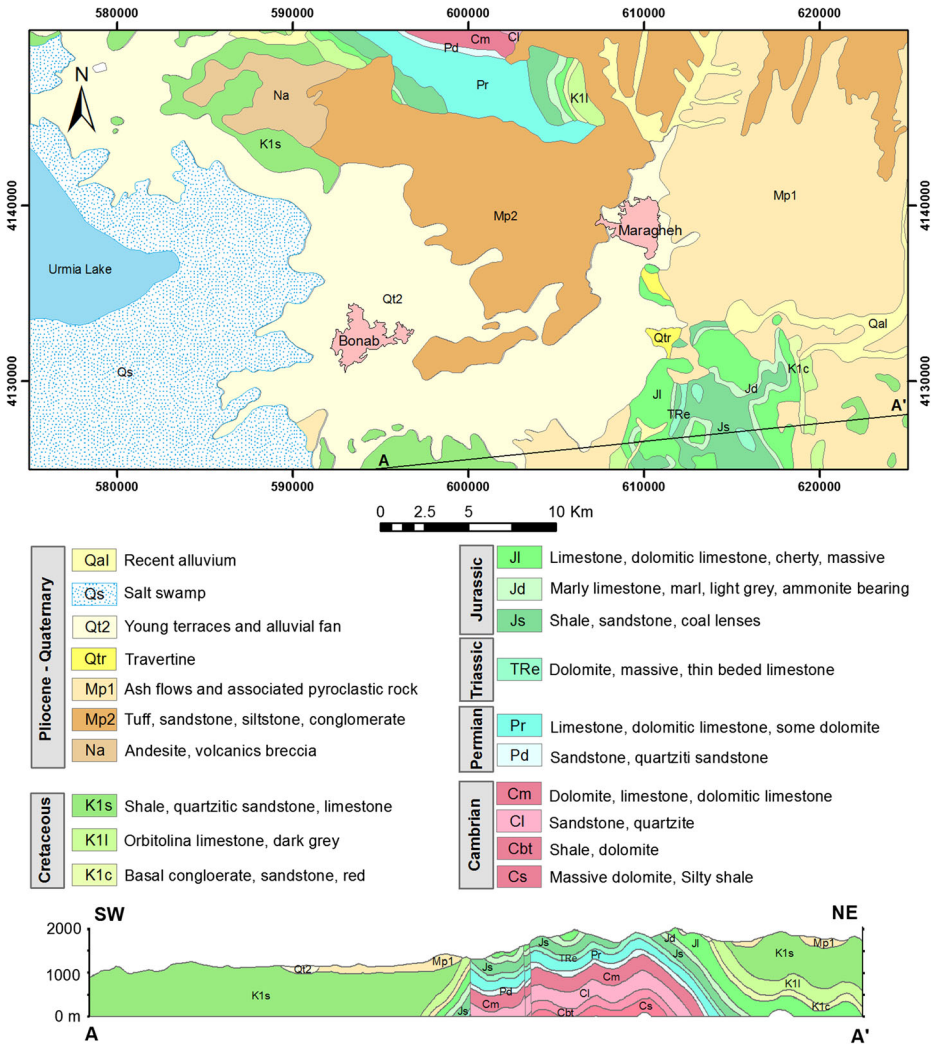 580000 590000 600000 610000 620000
N
Cm
Cl
Pd
Pr
Na
K1l
K1s
Mp1
Mp2
4140000
4140000
Maragheh
Urmia Lake
Qt2
Qal
Bonab
Qtr
K1c
Qs
4130000
4130000
Jd
Jl
TRe
Js
A
A'
580000 590000 600000 610000 620000
0 2.5 5 10 Km
Pliocene - Quaternary
Qal Recent alluvium
Qs Salt swamp
Qt2 Young terraces and alluvial fan
Qtr Travertine
Mp1 Ash flows and associated pyroclastic rock
Mp2 Tuff, sandstone, siltstone, conglomerate
Na Andesite, volcanics breccia
Cretaceous
K1s Shale, quartzitic sandstone, limestone
K1l Orbitolina limestone, dark grey
K1c Basal congloerate, sandstone, red
Jurassic
Jl Limestone, dolomitic limestone, cherty, massive
Jd Marly limestone, marl, light grey, ammonite bearing
Js Shale, sandstone, coal lenses
Triassic
TRe Dolomite, massive, thin beded limestone
Permian
Pr Limestone, dolomitic limestone, some dolomite
Pd Sandstone, quartziti sandstone
Cambrian
Cm Dolomite, limestone, dolomitic limestone
Cl Sandstone, quartzite
Cbt Shale, dolomite
Cs Massive dolomite, Silty shale
SW NE
2000
1000
0 m
Qt2
Mp1
K1s
Js
Js
Pd
Cm
Js
TRe
Pr
Cm
Cl
Cbt
Cs
Jd
Jl
Js
Mp1
K1s
K1l
K1c
A A'